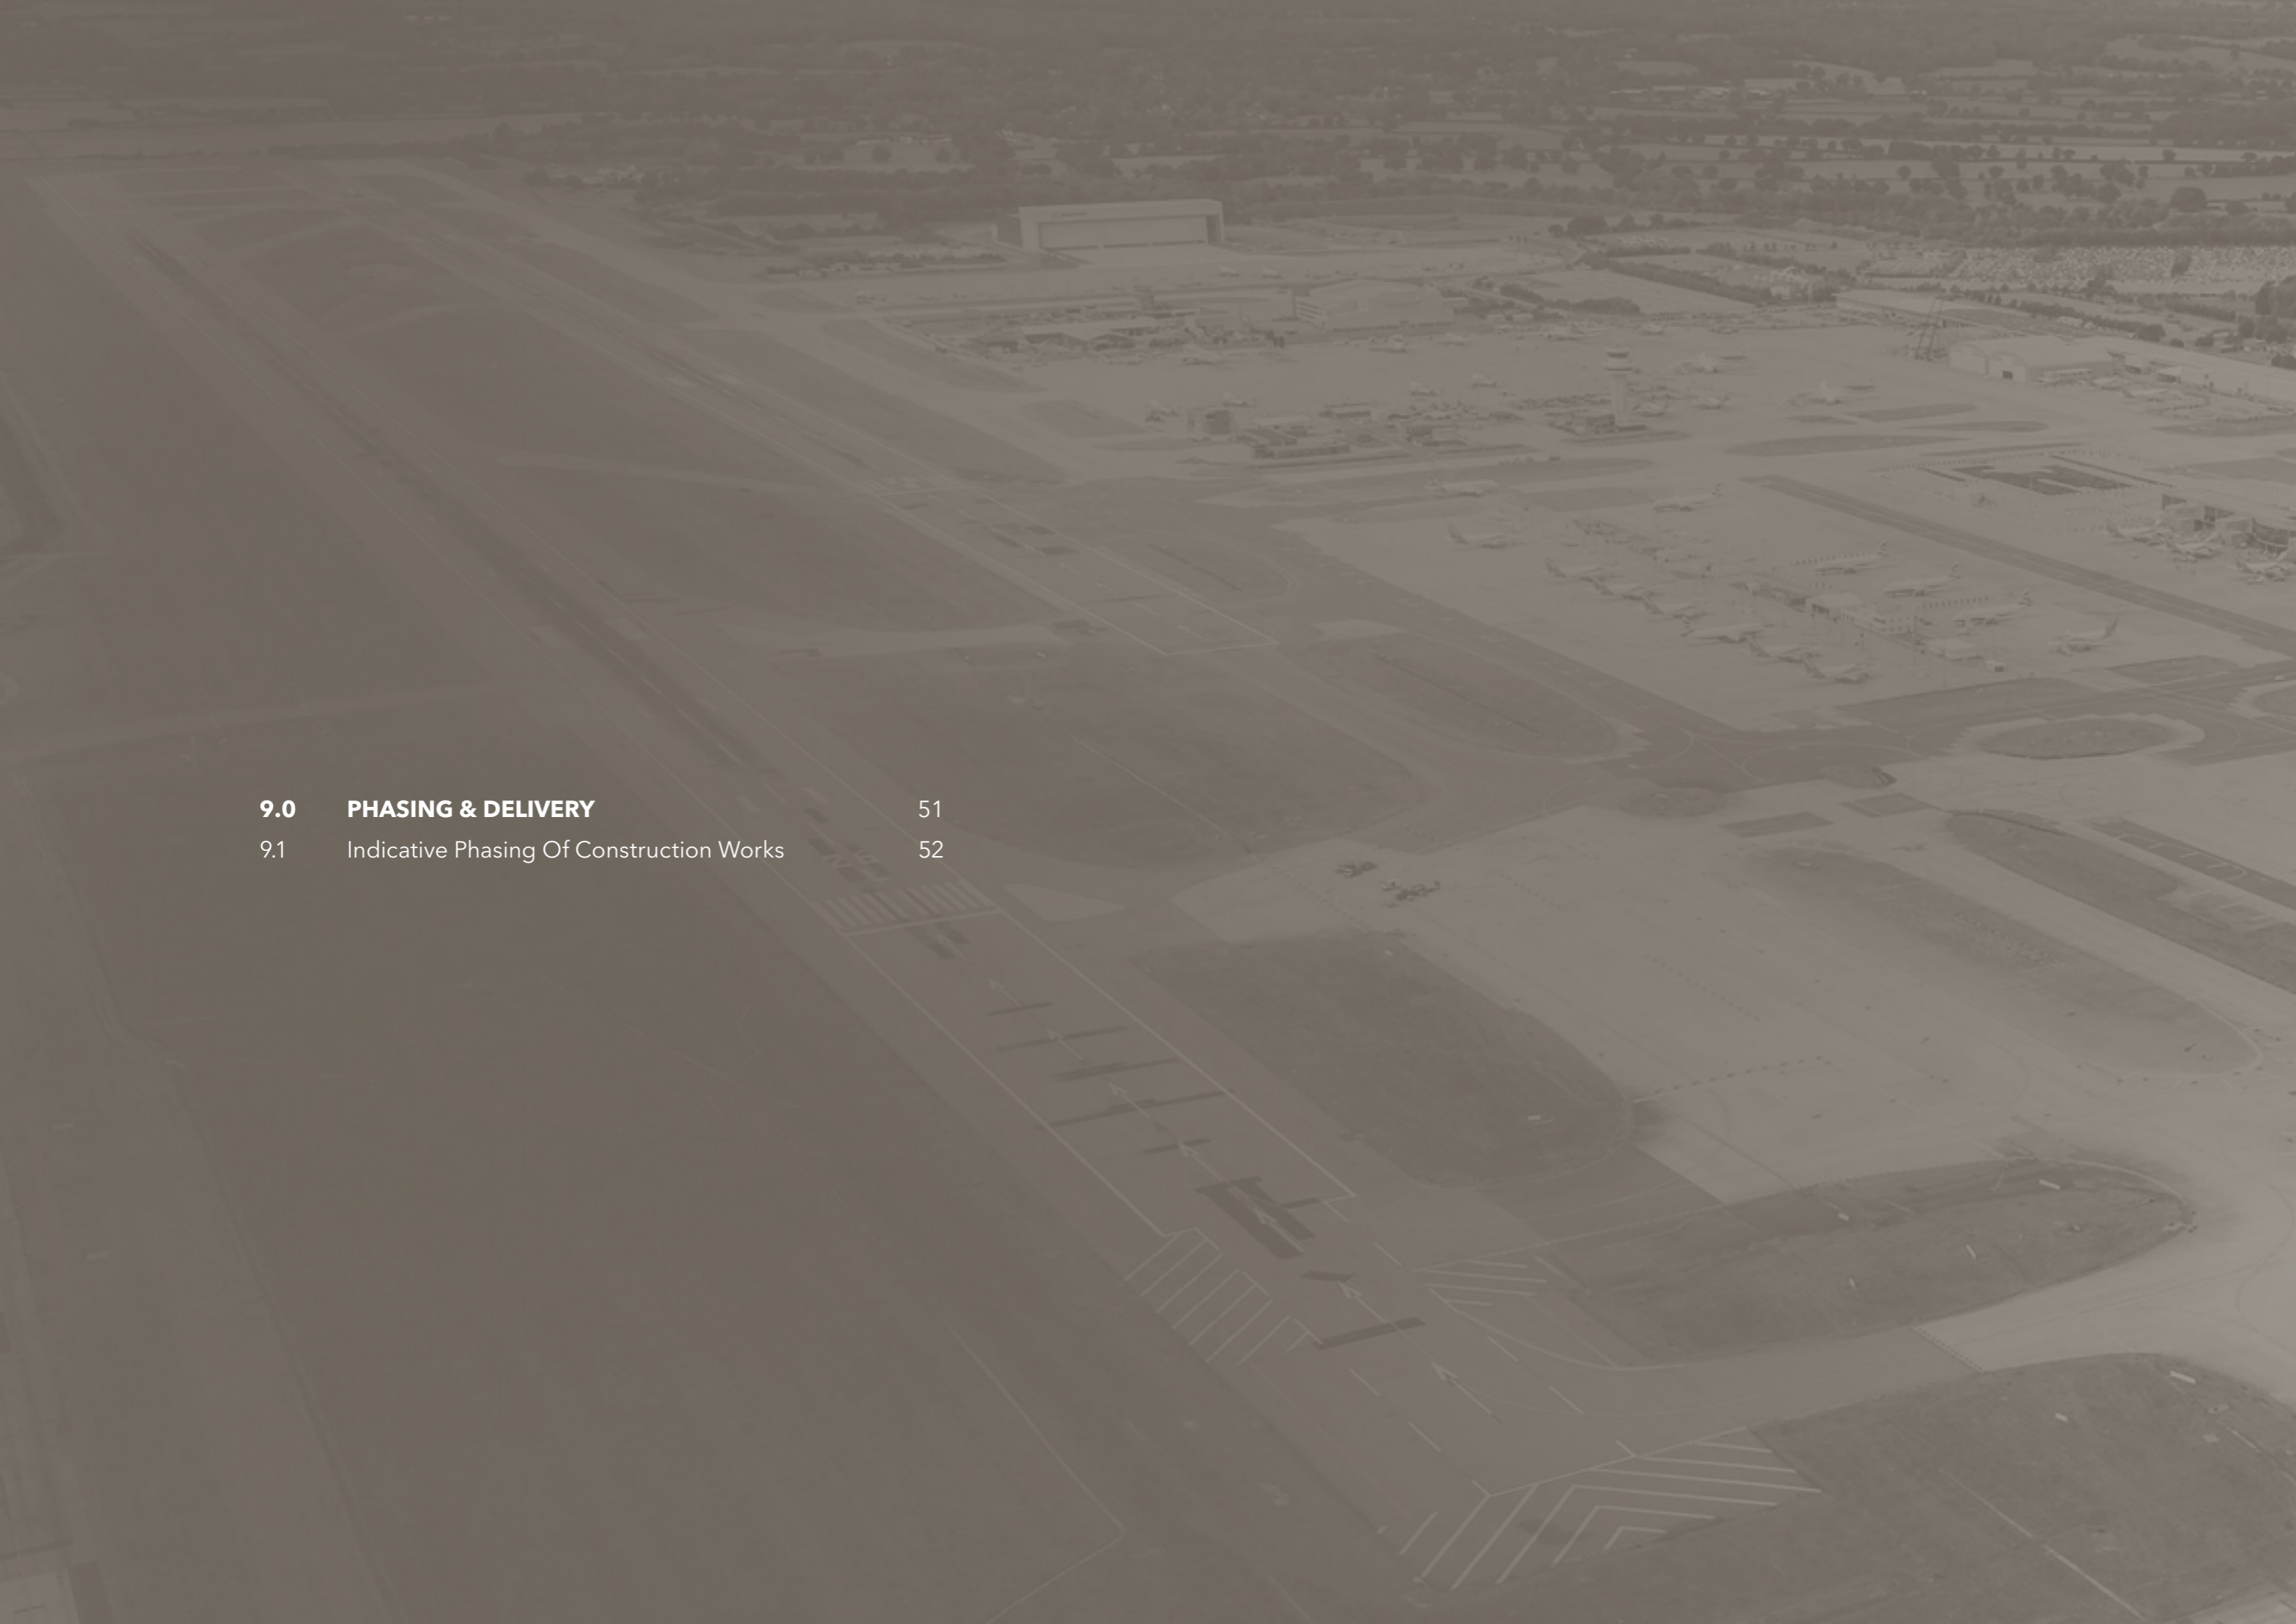 9.0 PHASING & DELIVERY 51
9.1 Indicative Phasing Of Construction Works 52